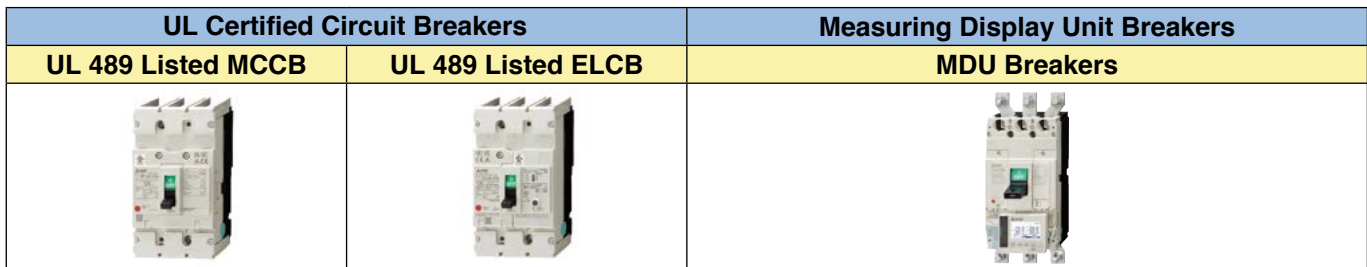 UL Certified Circuit Breakers
Measuring Display Unit Breakers
UL 489 Listed MCCB
UL 489 Listed ELCB
MDU Breakers